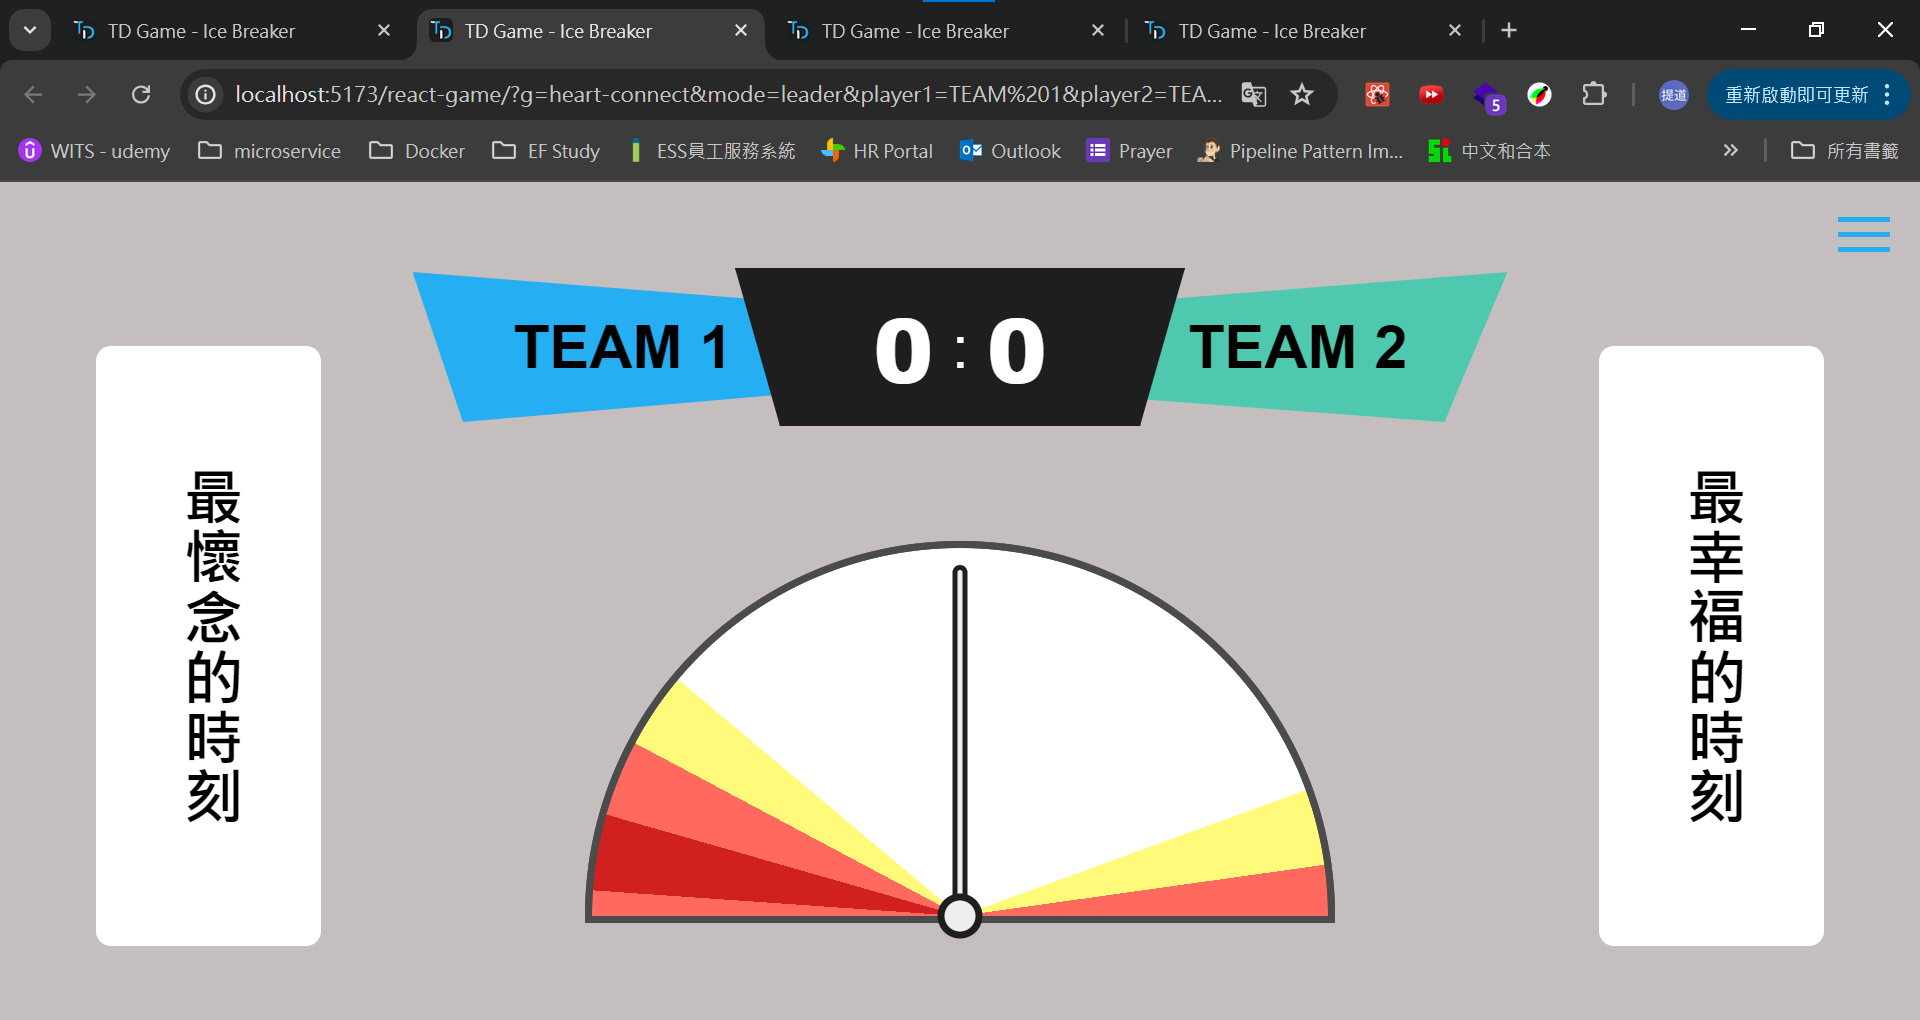 TD Game - Ice Breaker
TD Game - Ice Breaker
TD Game - Ice Breaker
TD Game - Ice Breaker
localhost:5173/react-game/?g=heart-connect&mode=leader&player1=TEAM%201&player2=TEA...
5
提道
重新啟動即可更新
WITS - udemy
microservice
Docker
EF Study
ESS員工服務系統
HR Portal
Outlook
Prayer
Pipeline Pattern Im...
中文和合本
所有書籤
TEAM 1
0 : 0
TEAM 2
最懷念的時刻
最幸福的時刻